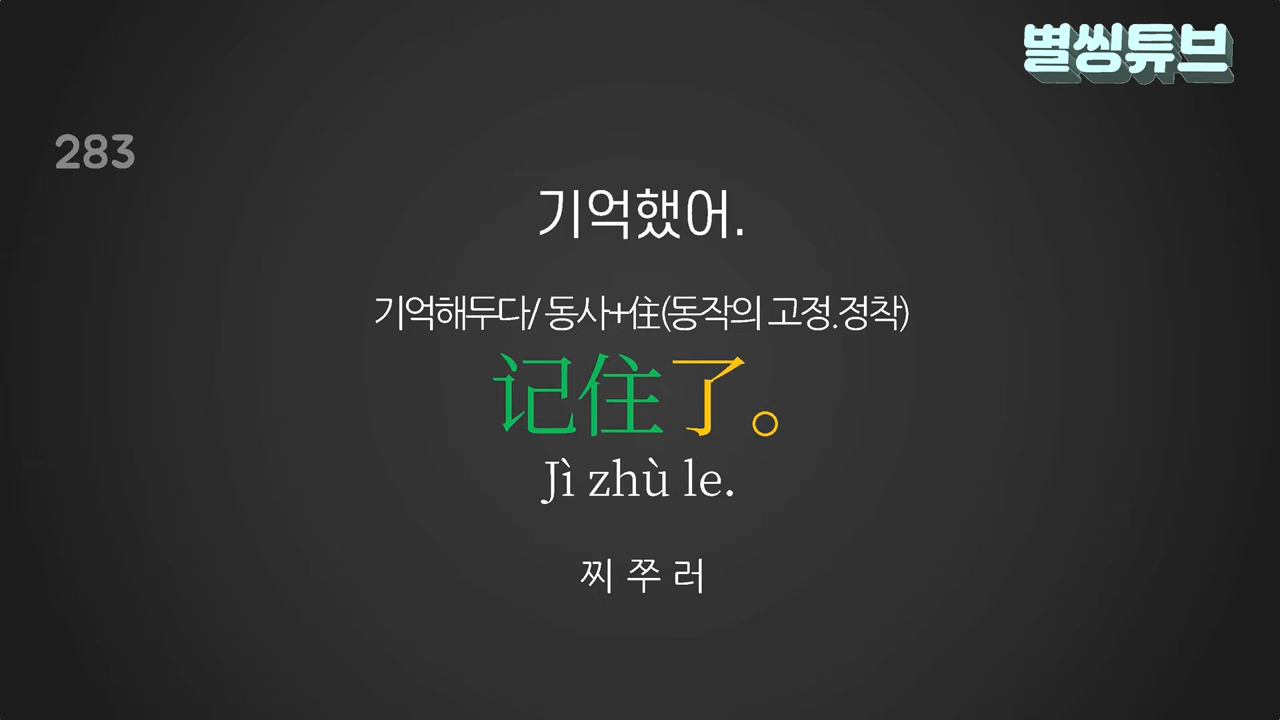 별씽튜브
283
기억했어.
기억해두다/ 동사+住(동작의 고정.정착)
记住了。
Jì zhù le.
찌 쭈 러